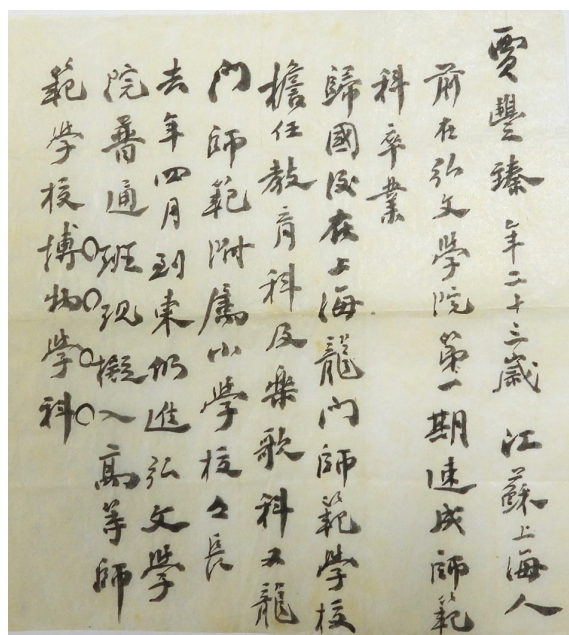 賈豐臻 年二十三歲 江蘇上海人
前在弘文學院第一期速成師範
科卒業
歸國後在上海龍門師範學校
擔任教育科及樂歌科又龍
門師範附屬小學校々長
去年四月到東仍進弘文學
院普通班現擬入高等師
範學校博物學科